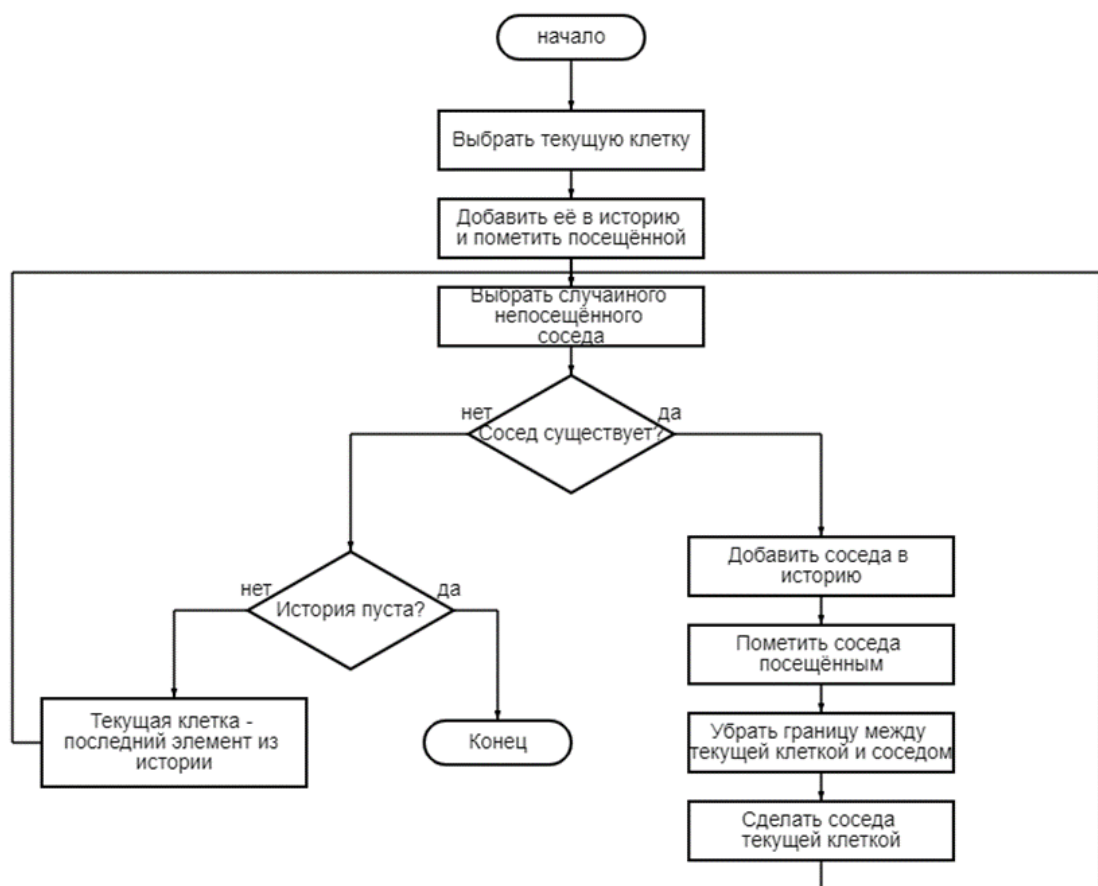 начало
Выбрать текущую клетку
Добавить её в историю
и пометить посещённой
Выбрать случайного
непосещённого
соседа
нет
да
Сосед существует?
Добавить соседа в
историю
нет
да
История пуста?
Пометить соседа
посещённым
Текущая клетка -
последний элемент из
истории
Конец
Убрать границу между
текущей клеткой и соседом
Сделать соседа
текущей клеткой